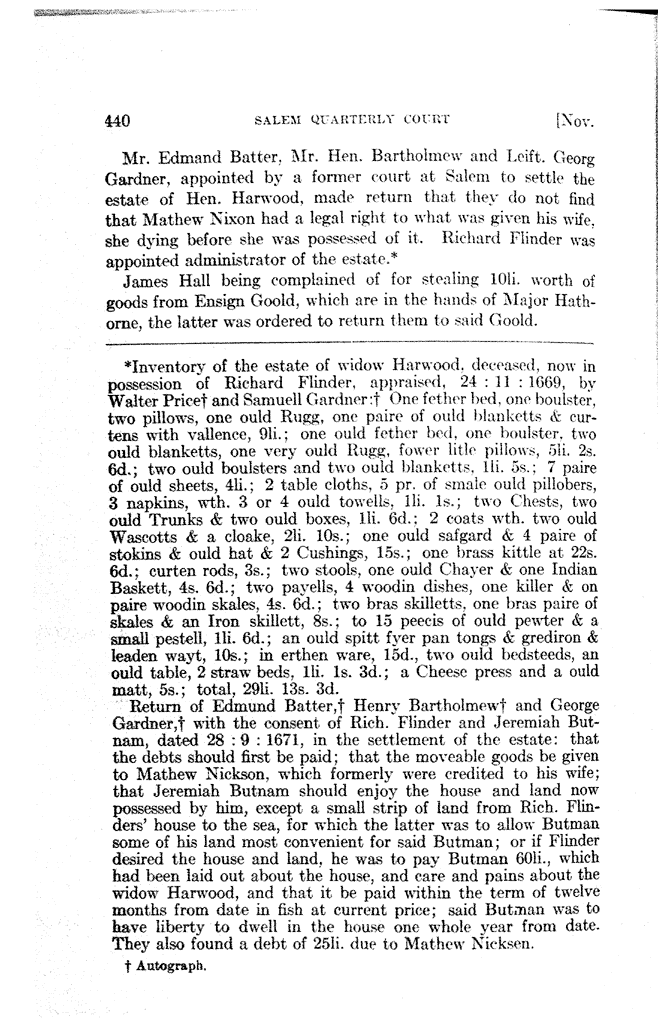 440 SALEM QUARTERLY COURT [Nov.
Mr. Edmand Batter, Mr. Hen. Bartholmew and Leift. Georg
Gardner, appointed by a former court at Salem to settle the
estate of Hen. Harwood, made return that they do not find
that Mathew Nixon had a legal right to what was given his wife,
she dying before she was possessed of it. Richard Flinder was
appointed administrator of the estate.*
James Hall being complained of for stealing 10li. worth of
goods from Ensign Goold, which are in the hands of Major Hath-
orne, the latter was ordered to return them to said Goold.
*Inventory of the estate of widow Harwood, deceased, now in
possession of Richard Flinder, appraised, 24 : 11 : 1669, by
Walter Price† and Samuell Gardner:† One fether bed, one boulster,
two pillows, one ould Rugg, one paire of ould blanketts & cur-
tens with vallence, 9li.; one ould fether bed, one boulster, two
ould blanketts, one very ould Rugg, fower litle pillows, 5li. 2s.
6d.; two ould boulsters and two ould blanketts, 1li. 5s.; 7 paire
of ould sheets, 4li.; 2 table cloths, 5 pr. of smale ould pillobers,
3 napkins, wth. 3 or 4 ould towells, 1li. 1s.; two Chests, two
ould Trunks & two ould boxes, 1li. 6d.; 2 coats wth. two ould
Wascotts & a cloake, 2li. 10s.; one ould safgard & 4 paire of
stokins & ould hat & 2 Cushings, 15s.; one brass kittle at 22s.
6d.; curten rods, 3s.; two stools, one ould Chayer & one Indian
Baskett, 4s. 6d.; two payells, 4 woodin dishes, one killer & on
paire woodin skales, 4s. 6d.; two bras skilletts, one bras paire of
skales & an Iron skillett, 8s.; to 15 peecis of ould pewter & a
small pestell, 1li. 6d.; an ould spitt fyer pan tongs & grediron &
leaden wayt, 10s.; in erthen ware, 15d., two ould bedsteeds, an
ould table, 2 straw beds, 1li. 1s. 3d.; a Cheese press and a ould
matt, 5s.; total, 29li. 13s. 3d.
Return of Edmund Batter,† Henry Bartholmew† and George
Gardner,† with the consent of Rich. Flinder and Jeremiah But-
nam, dated 28 : 9 : 1671, in the settlement of the estate: that
the debts should first be paid; that the moveable goods be given
to Mathew Nickson, which formerly were credited to his wife;
that Jeremiah Butnam should enjoy the house and land now
possessed by him, except a small strip of land from Rich. Flin-
ders' house to the sea, for which the latter was to allow Butman
some of his land most convenient for said Butman; or if Flinder
desired the house and land, he was to pay Butman 60li., which
had been laid out about the house, and care and pains about the
widow Harwood, and that it be paid within the term of twelve
months from date in fish at current price; said Butman was to
have liberty to dwell in the house one whole year from date.
They also found a debt of 25li. due to Mathew Nicksen.
† Autograph.